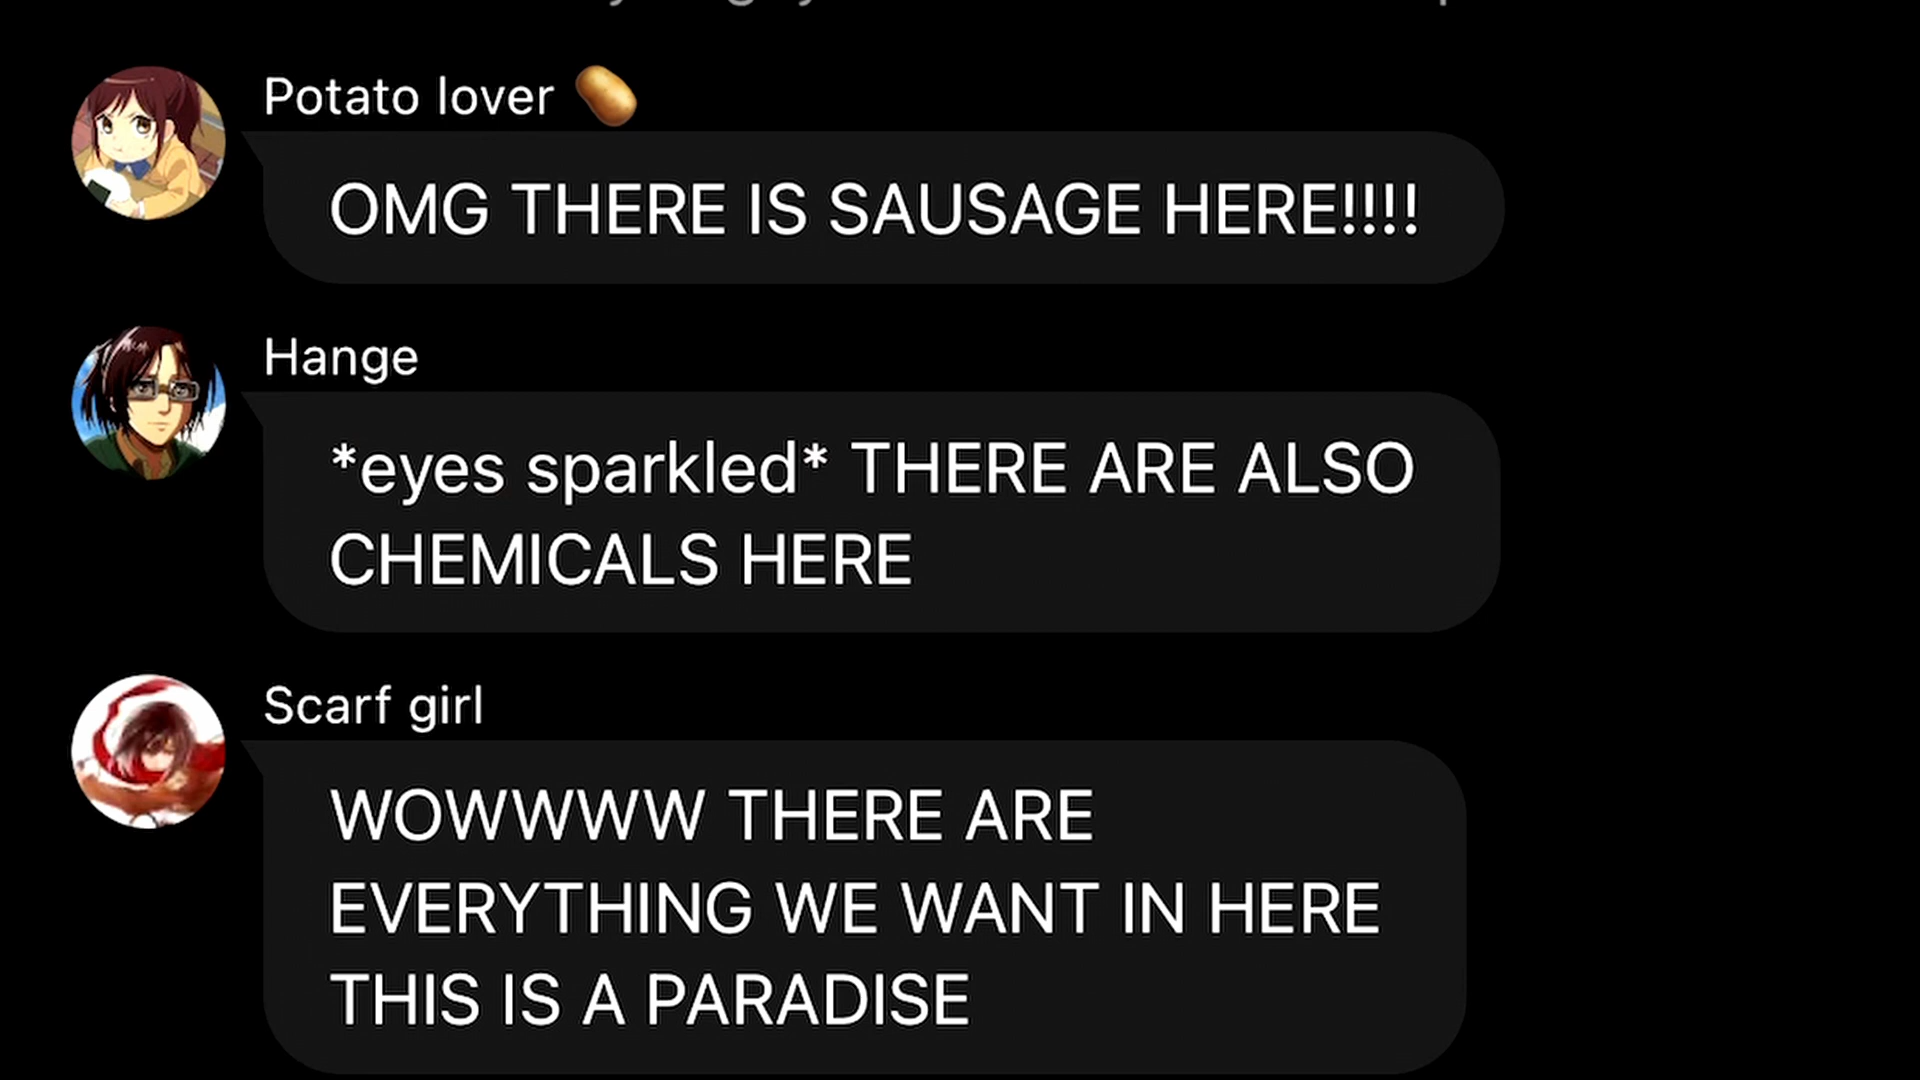 Potato lover 🥔
OMG THERE IS SAUSAGE HERE!!!!
Hange
*eyes sparkled* THERE ARE ALSO
CHEMICALS HERE
Scarf girl
WOWWWW THERE ARE
EVERYTHING WE WANT IN HERE
THIS IS A PARADISE